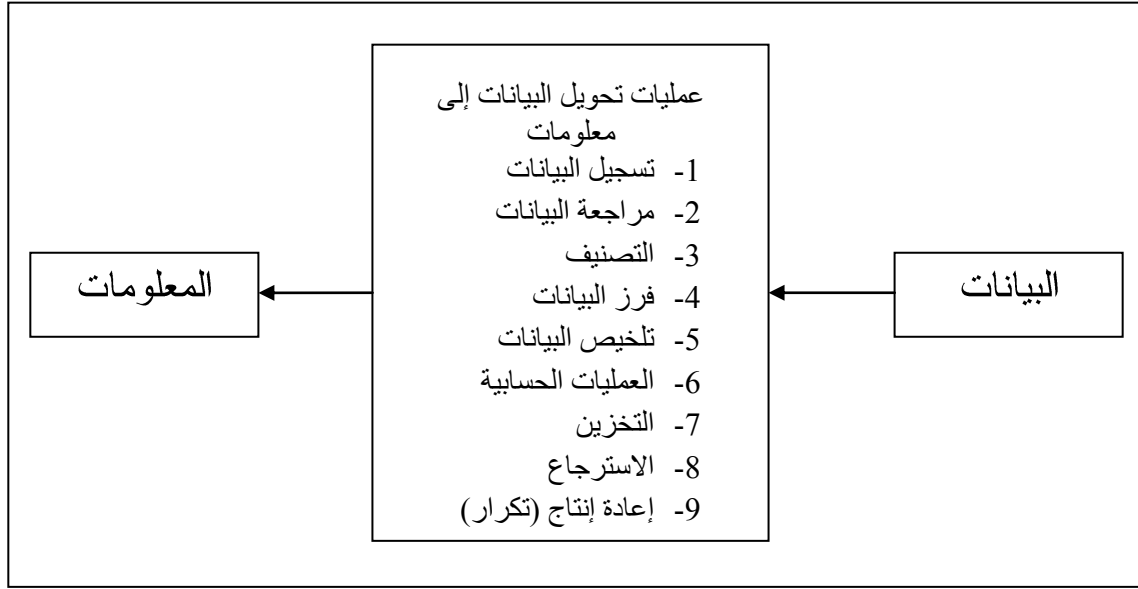 البيانات
عمليات تحويل البيانات إلى
معلومات
1- تسجيل البيانات
2- مراجعة البيانات
3- التصنيف
4- فرز البيانات
5- تلخيص البيانات
6- العمليات الحسابية
7- التخزين
8- الاسترجاع
9- إعادة إنتاج (تكرار)
المعلومات